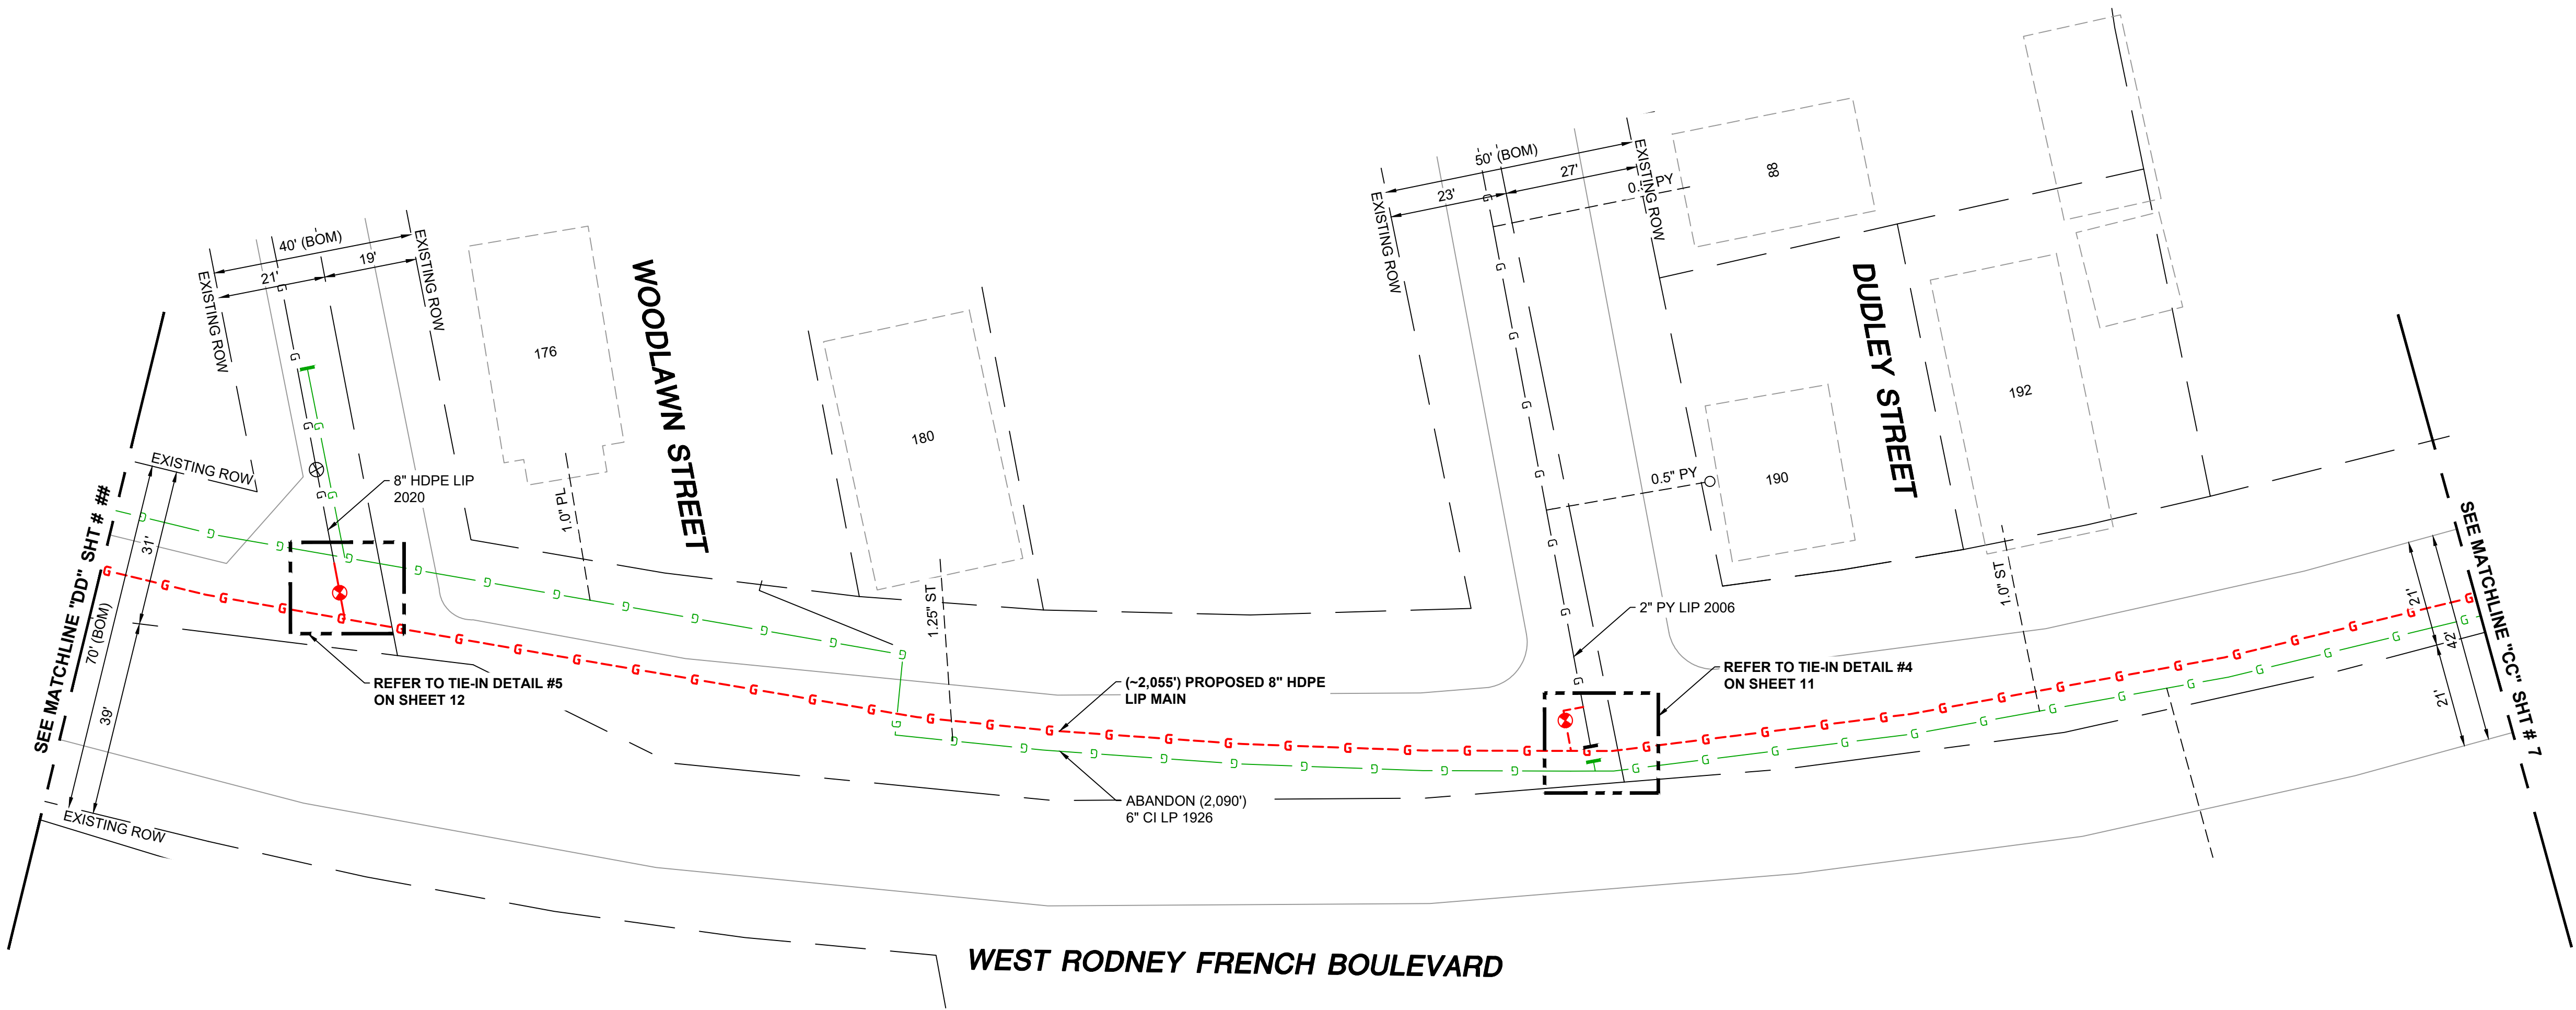 40' (BOM)
21'
19'
EXISTING ROW
EXISTING ROW
176
WOODLAWN STREET
180
1.0" PL
1.25" ST
8" HDPE LIP
2020
EXISTING ROW
SEE MATCHLINE "DD" SHT # ##
31'
70' (BOM)
39'
EXISTING ROW
REFER TO TIE-IN DETAIL #5
ON SHEET 12
(~2,055') PROPOSED 8" HDPE
LIP MAIN
ABANDON (2,090')
6" CI LP 1926
50' (BOM)
23'
27'
EXISTING ROW
EXISTING ROW
PY
88
DUDLEY STREET
192
190
0.5" PY
2" PY LIP 2006
1.0" ST
REFER TO TIE-IN DETAIL #4
ON SHEET 11
21'
42'
21'
SEE MATCHLINE "CC" SHT # 7
WEST RODNEY FRENCH BOULEVARD